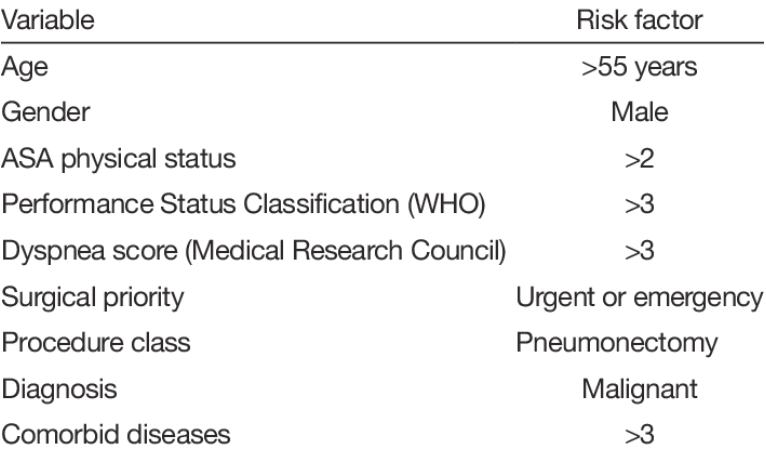 Variable Risk factor
Age >55 years
Gender Male
ASA physical status >2
Performance Status Classification (WHO) >3
Dyspnea score (Medical Research Council) >3
Surgical priority Urgent or emergency
Procedure class Pneumonectomy
Diagnosis Malignant
Comorbid diseases >3